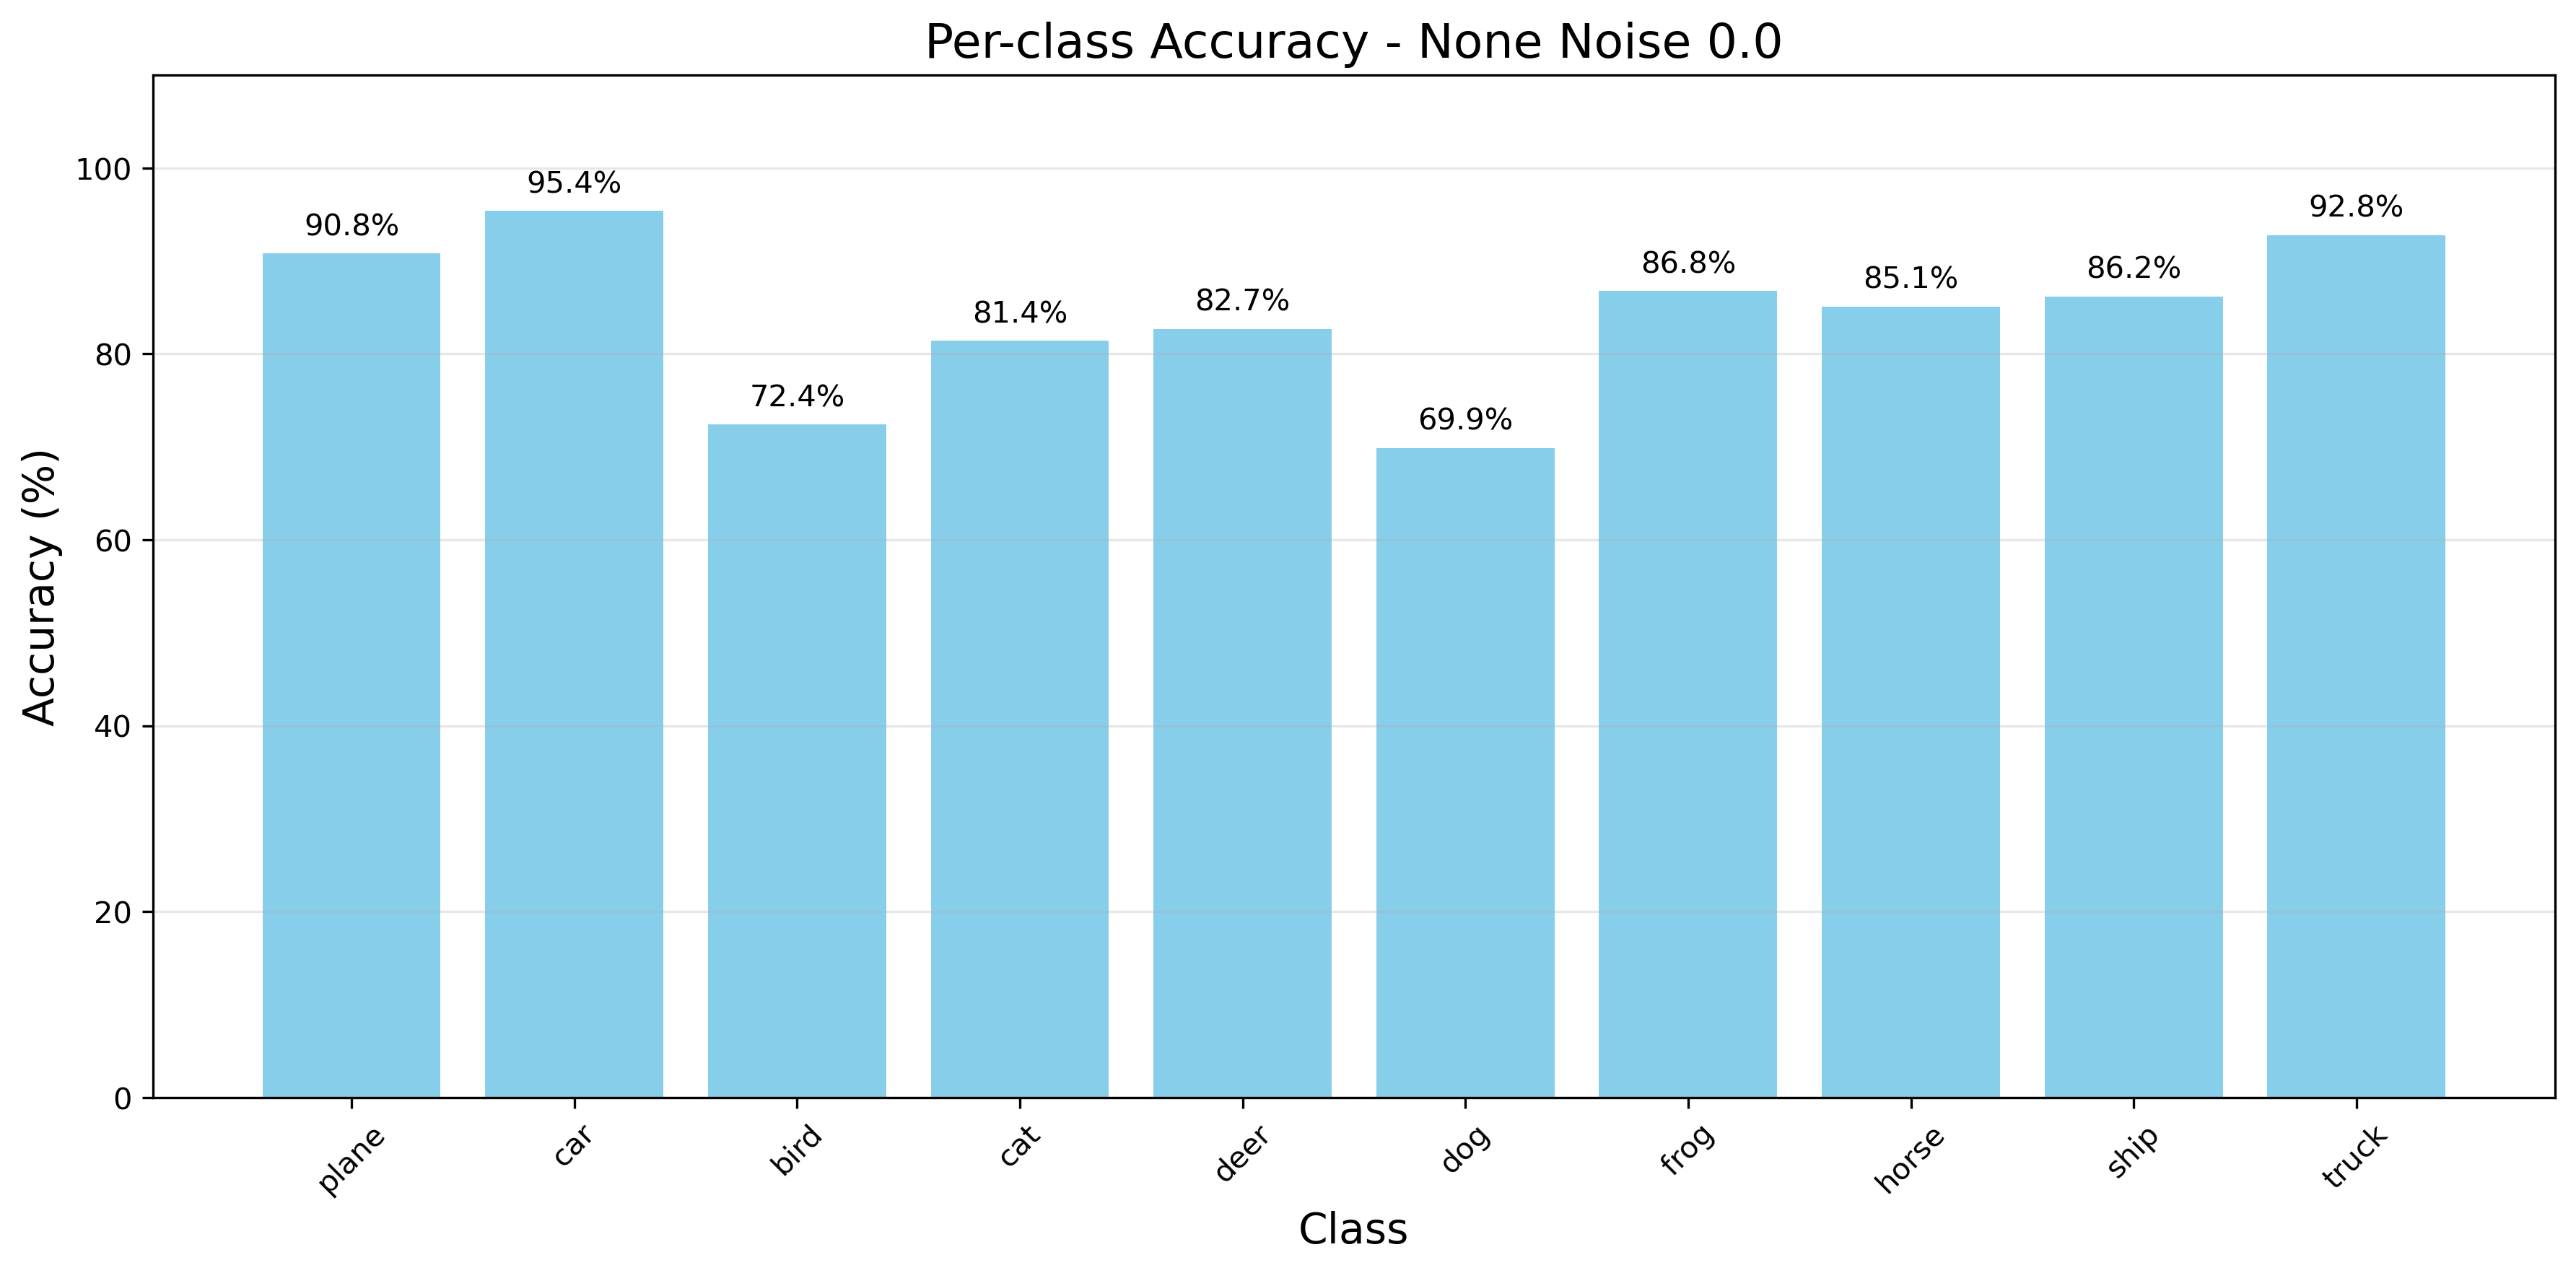 Per-class Accuracy - None Noise 0.0
Accuracy (%)
100
80
60
40
20
0
90.8%
95.4%
72.4%
81.4%
82.7%
69.9%
86.8%
85.1%
86.2%
92.8%
plane
car
bird
cat
deer
dog
frog
horse
ship
truck
Class